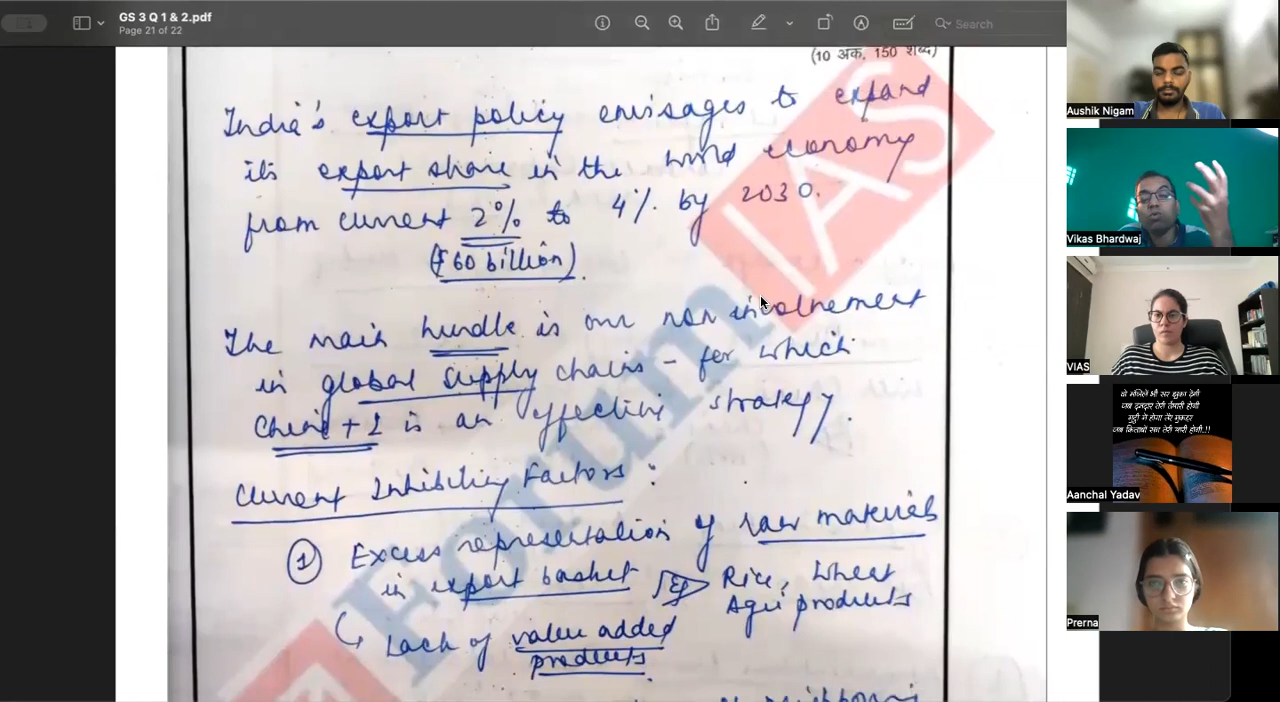 GS 3 Q 1 & 2.pdf
Page 21 of 22
Search
(10 अंक, 150 शब्द)
India's export policy envisages to expand
its export share in the world economy
from current 2% to 4% by 2030.
($60 billion).
The main hurdle is our non involvement
in global supply chains - for which
China + 1 is an effective strategy.
Current Inhibiting Factors :
① Excess representation of raw materials
in export basket Eg Rice, Wheat
Agri products
Lack of value added
products.
Forum IAS
Aushik Nigam
Vikas Bhardwaj
VIAS
Aanchal Yadav
Prerna